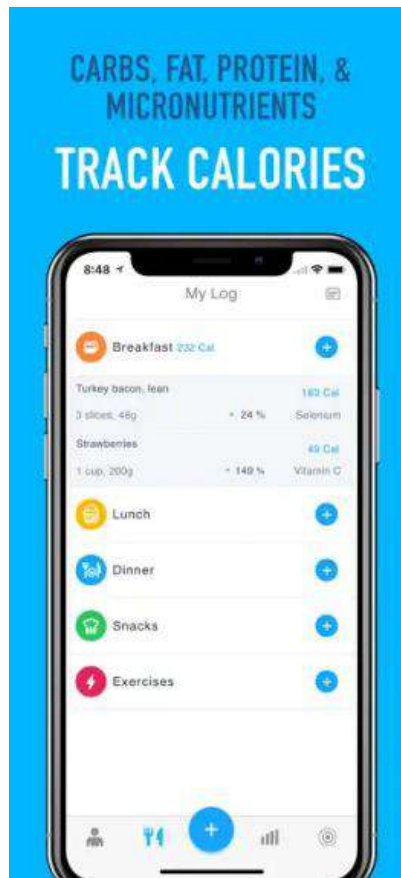 CARBS, FAT, PROTEIN, &
MICRONUTRIENTS
TRACK CALORIES
8:48
My Log
Breakfast 232 Cal
Turkey bacon, lean 183 Cal
3 slices, 48g 24 % Selenium
Strawberries 49 Cal
1 cup, 200g 149 % Vitamin C
Lunch
Dinner
Snacks
Exercises